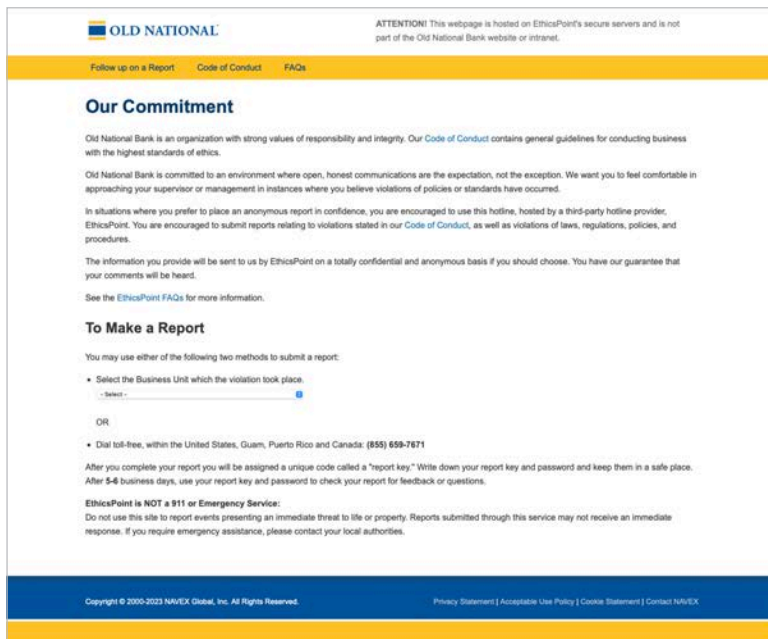 OLD NATIONAL
ATTENTION! This webpage is hosted on EthicsPoint's secure servers and is not
part of the Old National Bank website or intranet.
Follow up on a Report Code of Conduct FAQs
Our Commitment
Old National Bank is an organization with strong values of responsibility and integrity. Our Code of Conduct contains general guidelines for conducting business
with the highest standards of ethics.
Old National Bank is committed to an environment where open, honest communications are the expectation, not the exception. We want you to feel comfortable in
approaching your supervisor or management in instances where you believe violations of policies or standards have occurred.
In situations where you prefer to place an anonymous report in confidence, you are encouraged to use this hotline, hosted by a third-party hotline provider,
EthicsPoint. You are encouraged to submit reports relating to violations stated in our Code of Conduct, as well as violations of laws, regulations, policies, and
procedures.
The information you provide will be sent to us by EthicsPoint on a totally confidential and anonymous basis if you should choose. You have our guarantee that
your comments will be heard.
See the EthicsPoint FAQs for more information.
To Make a Report
You may use either of the following two methods to submit a report:
• Select the Business Unit which the violation took place.
- Select -
OR
• Dial toll-free, within the United States, Guam, Puerto Rico and Canada: (855) 659-7671
After you complete your report you will be assigned a unique code called a "report key." Write down your report key and password and keep them in a safe place.
After 5-6 business days, use your report key and password to check your report for feedback or questions.
EthicsPoint is NOT a 911 or Emergency Service:
Do not use this site to report events presenting an immediate threat to life or property. Reports submitted through this service may not receive an immediate
response. If you require emergency assistance, please contact your local authorities.
Copyright © 2000-2023 NAVEX Global, Inc. All Rights Reserved.
Privacy Statement | Acceptable Use Policy | Cookie Statement | Contact NAVEX